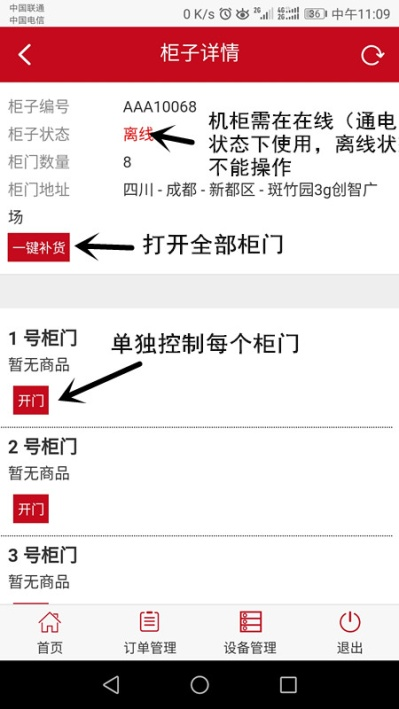 中国联通
中国电信
0 K/s 2G 4G 2G 86 中午11:09
柜子详情
柜子编号 AAA10068
柜子状态 离线
机柜需在在线（通电
状态下使用，离线状
不能操作
柜门数量 8
柜门地址 四川 - 成都 - 新都区 - 斑竹园3g创智广
场
一键补货 打开全部柜门
1 号柜门
暂无商品
单独控制每个柜门
开门
2 号柜门
暂无商品
开门
3 号柜门
暂无商品
首页 订单管理 设备管理 退出